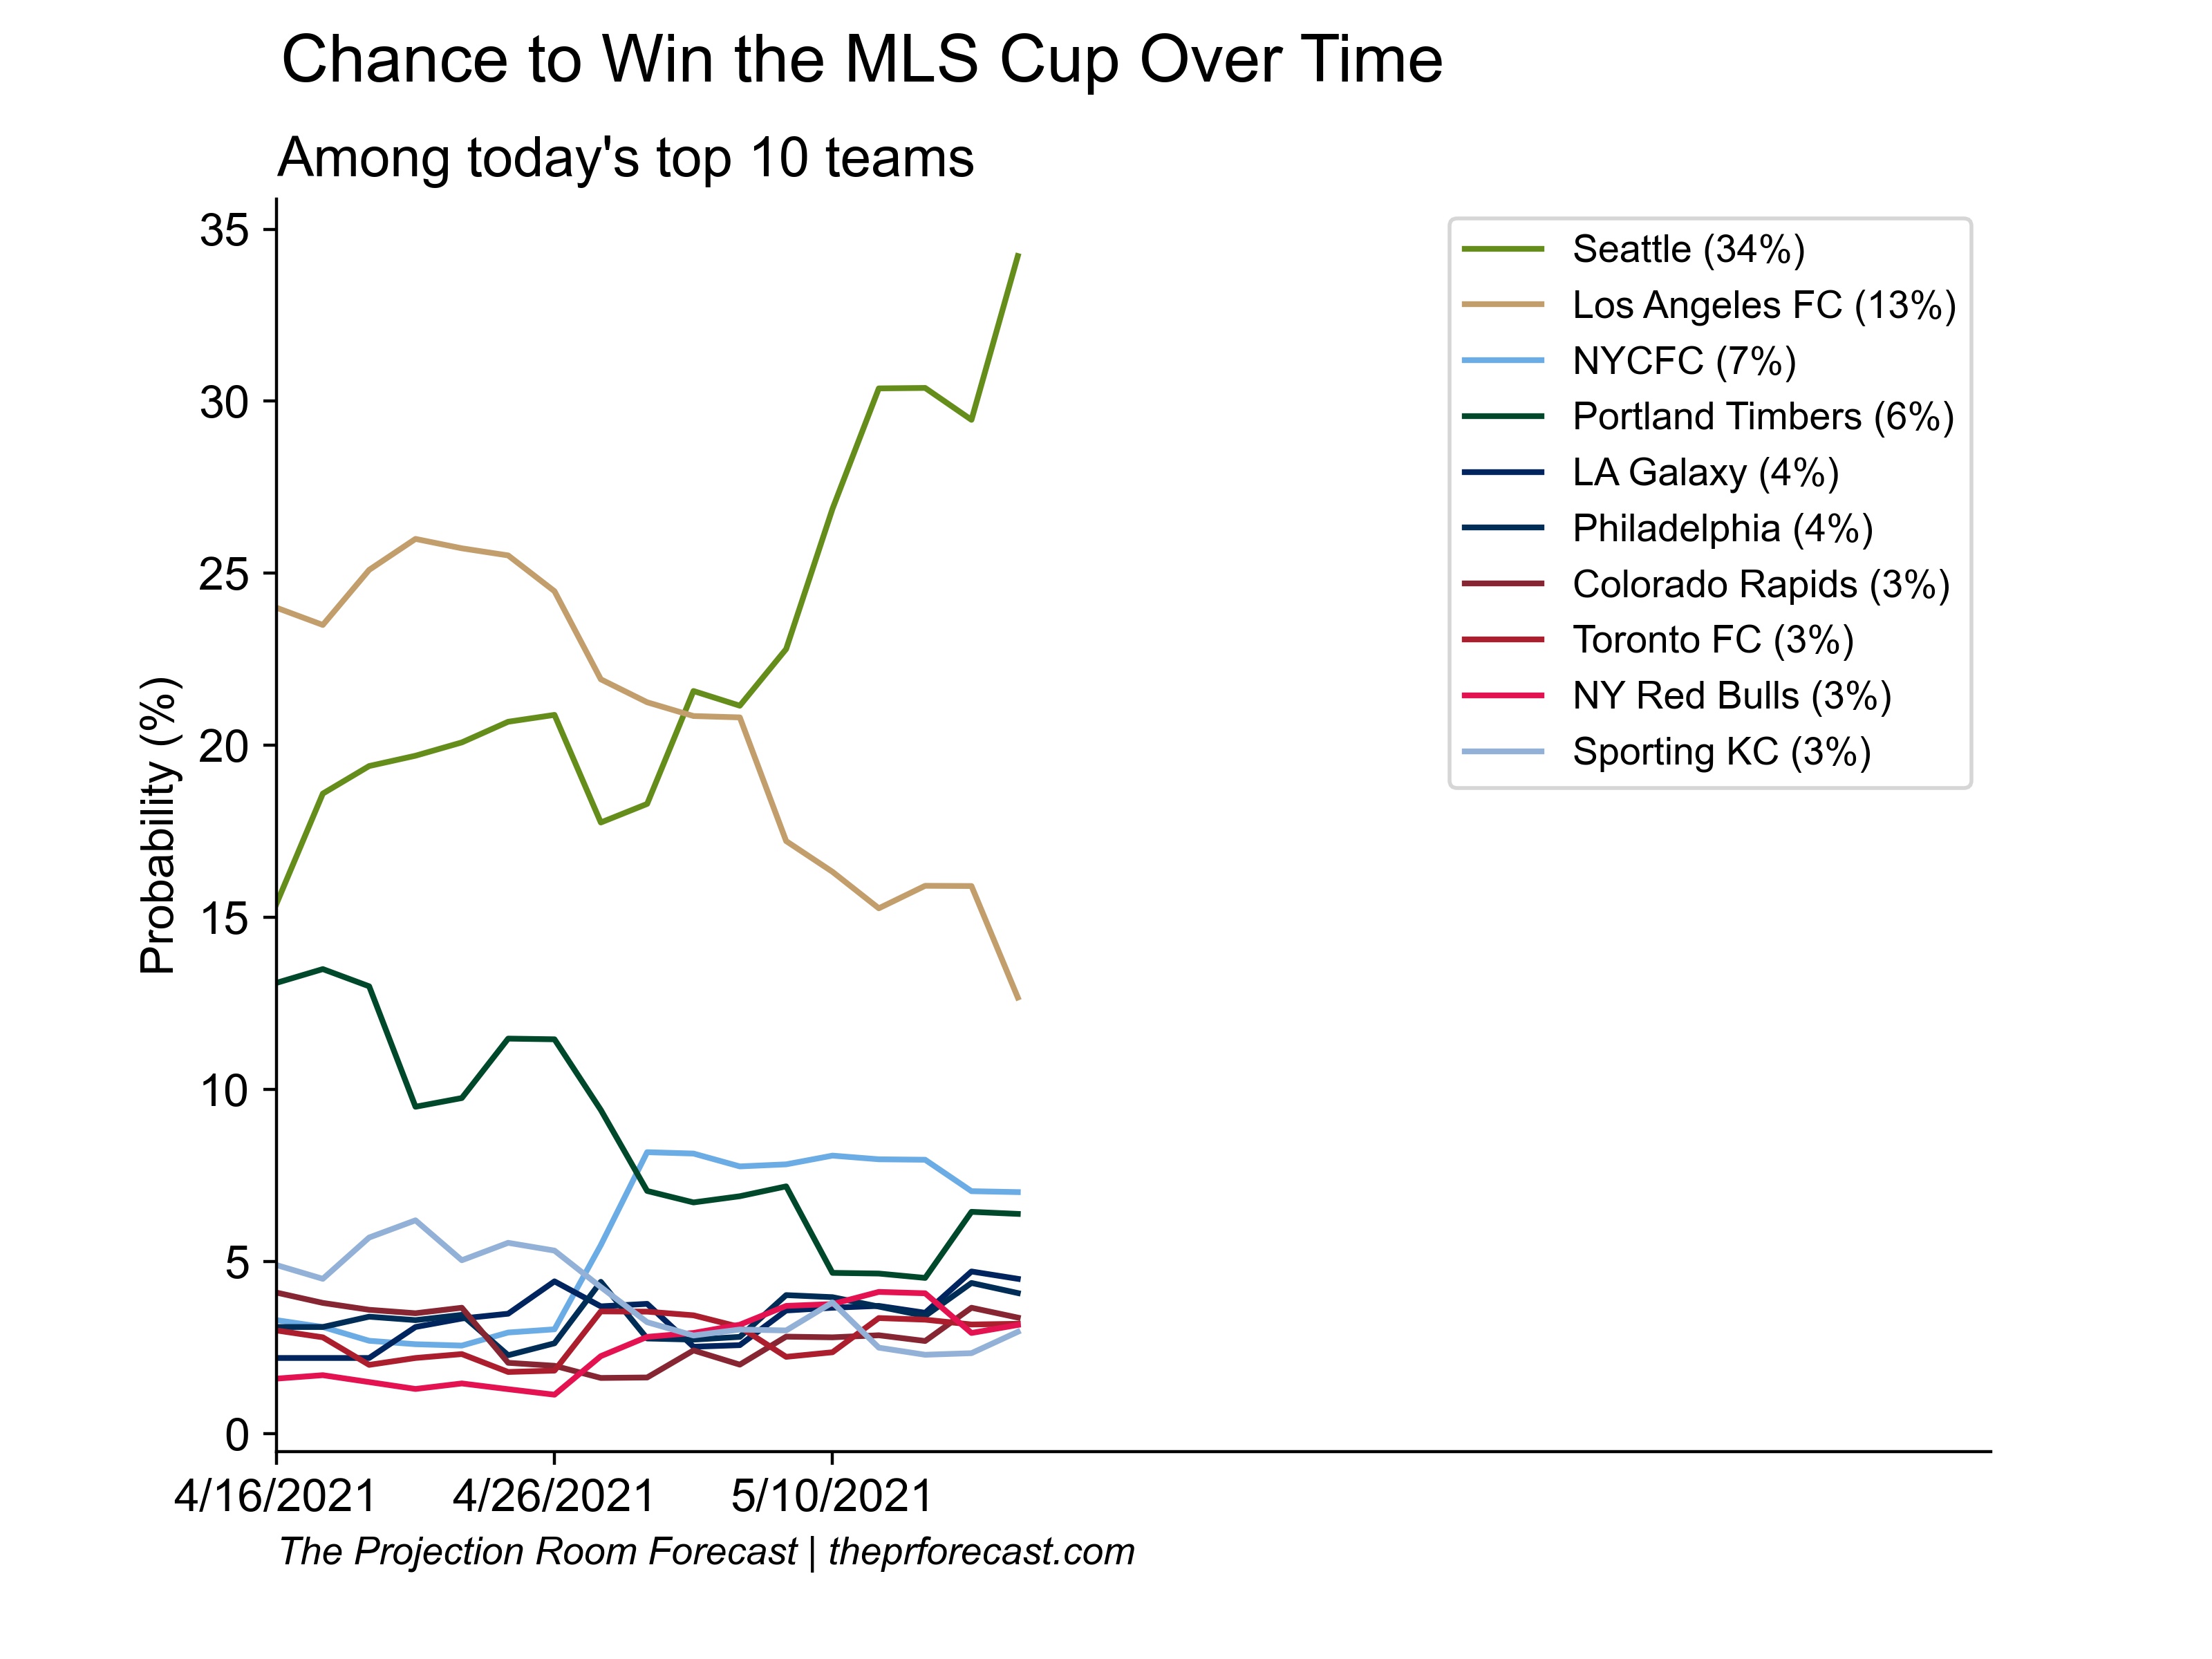 Chance to Win the MLS Cup Over Time
Among today's top 10 teams
35
30
25
20
15
10
5
0
Probability (%)
Seattle (34%)
Los Angeles FC (13%)
NYCFC (7%)
Portland Timbers (6%)
LA Galaxy (4%)
Philadelphia (4%)
Colorado Rapids (3%)
Toronto FC (3%)
NY Red Bulls (3%)
Sporting KC (3%)
4/16/2021 4/26/2021 5/10/2021
The Projection Room Forecast | theprforecast.com